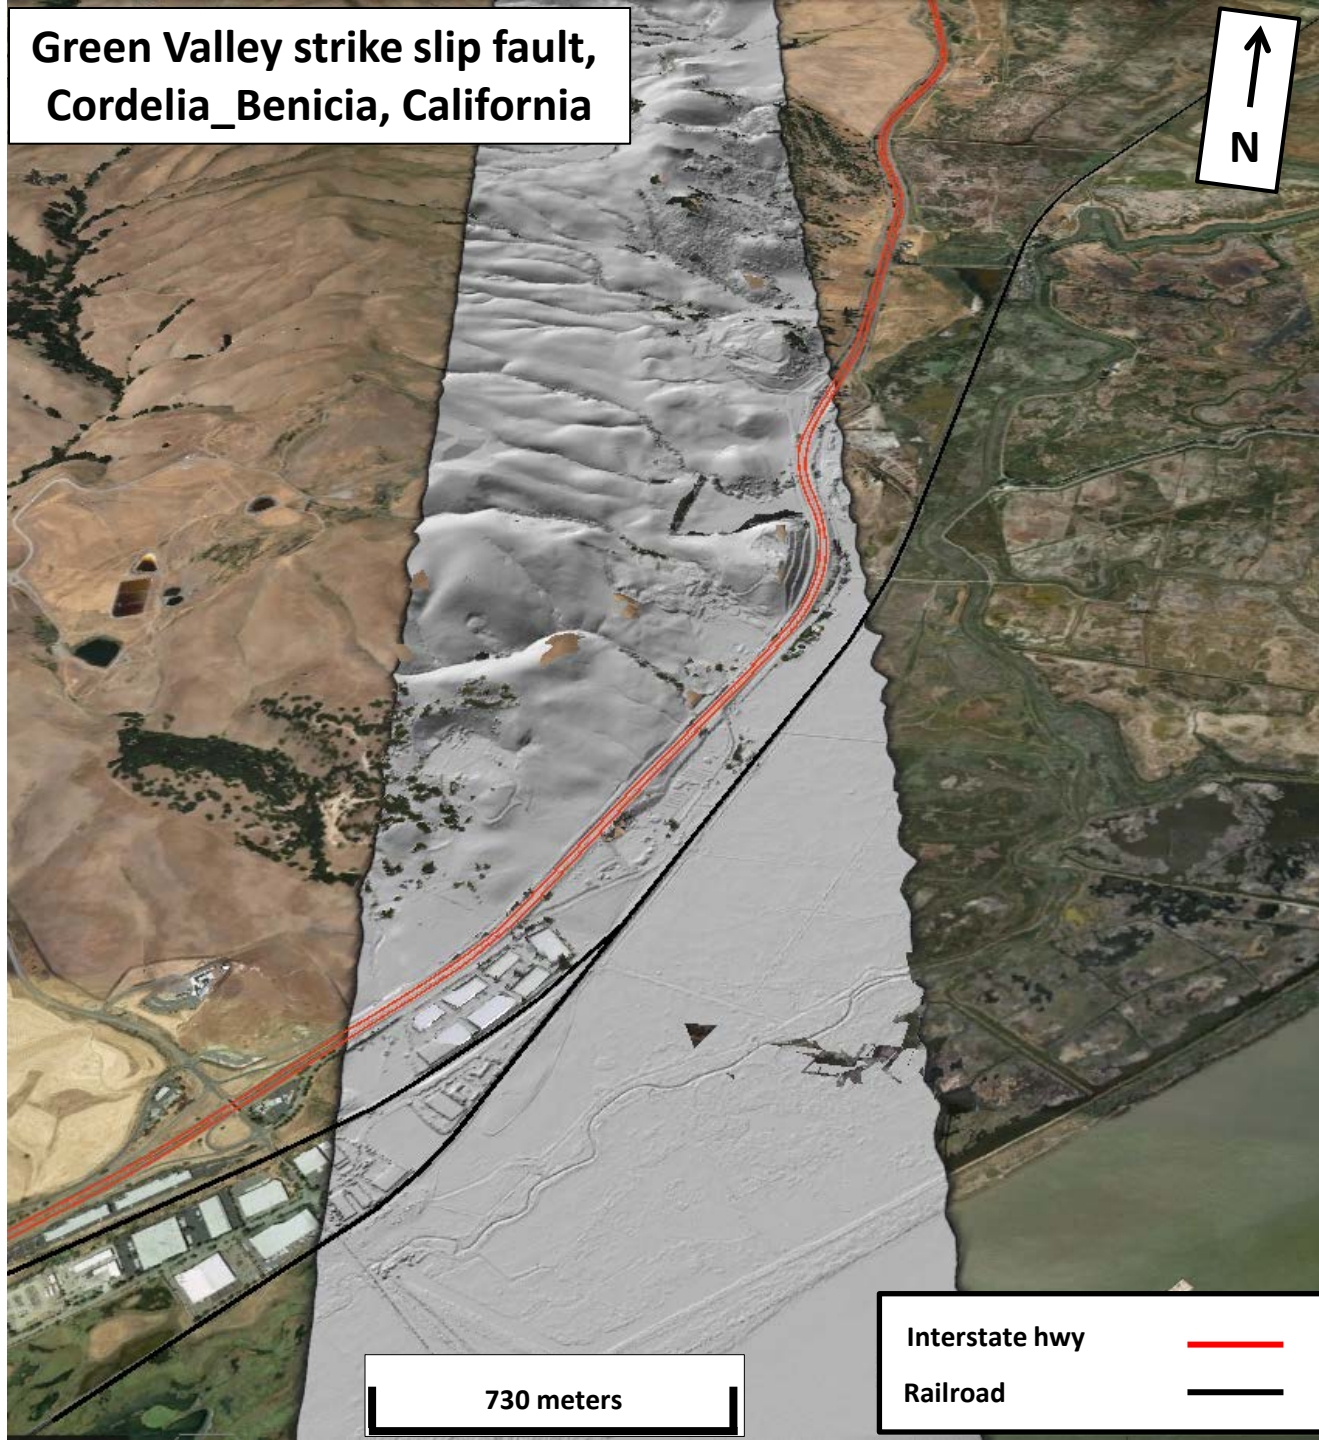 Green Valley strike slip fault,
Cordelia_Benicia, California
N
730 meters
Interstate hwy
Railroad